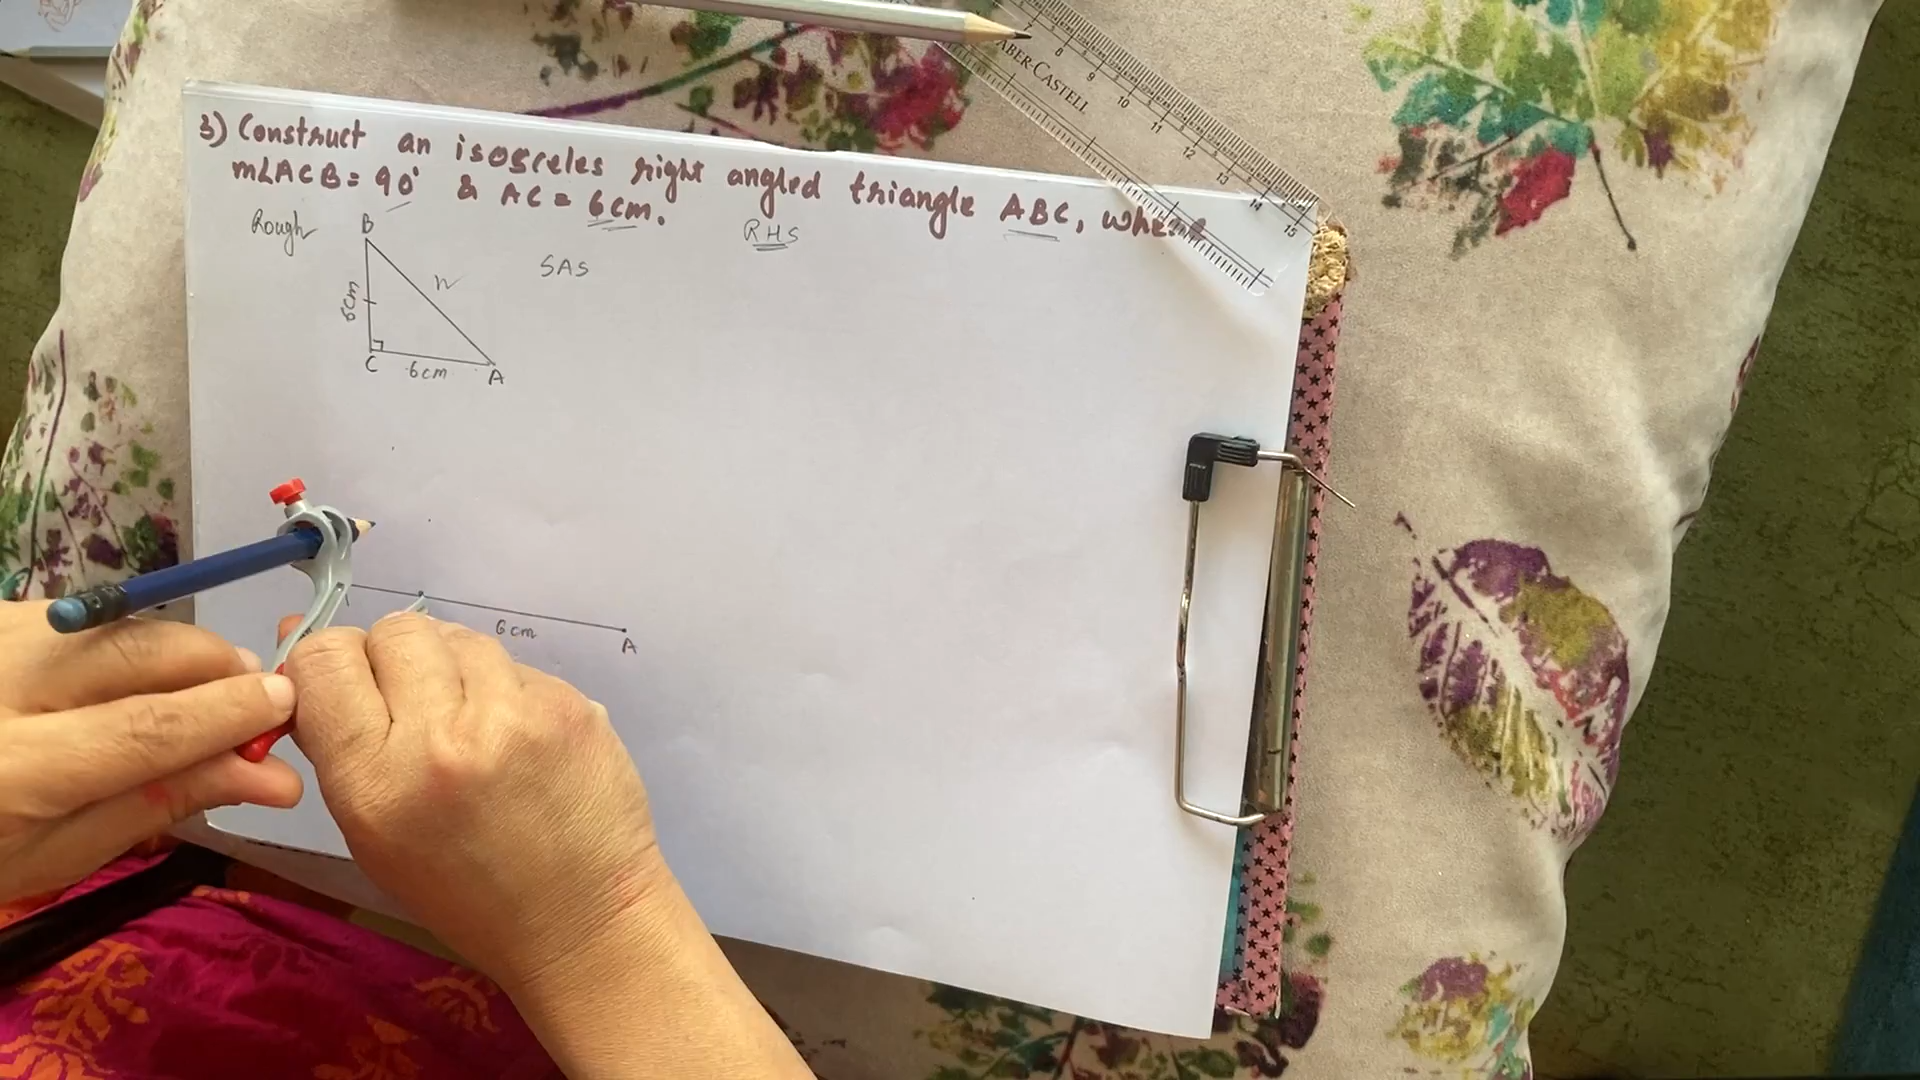 3) Construct an isosceles right angled triangle ABC, where
m∠ACB = 90° & AC = 6cm.
Rough
B
RHS
SAS
6cm
C
6cm
A
6cm
A
ABER-CASTELL
8
9
10
11
12
13
14
15